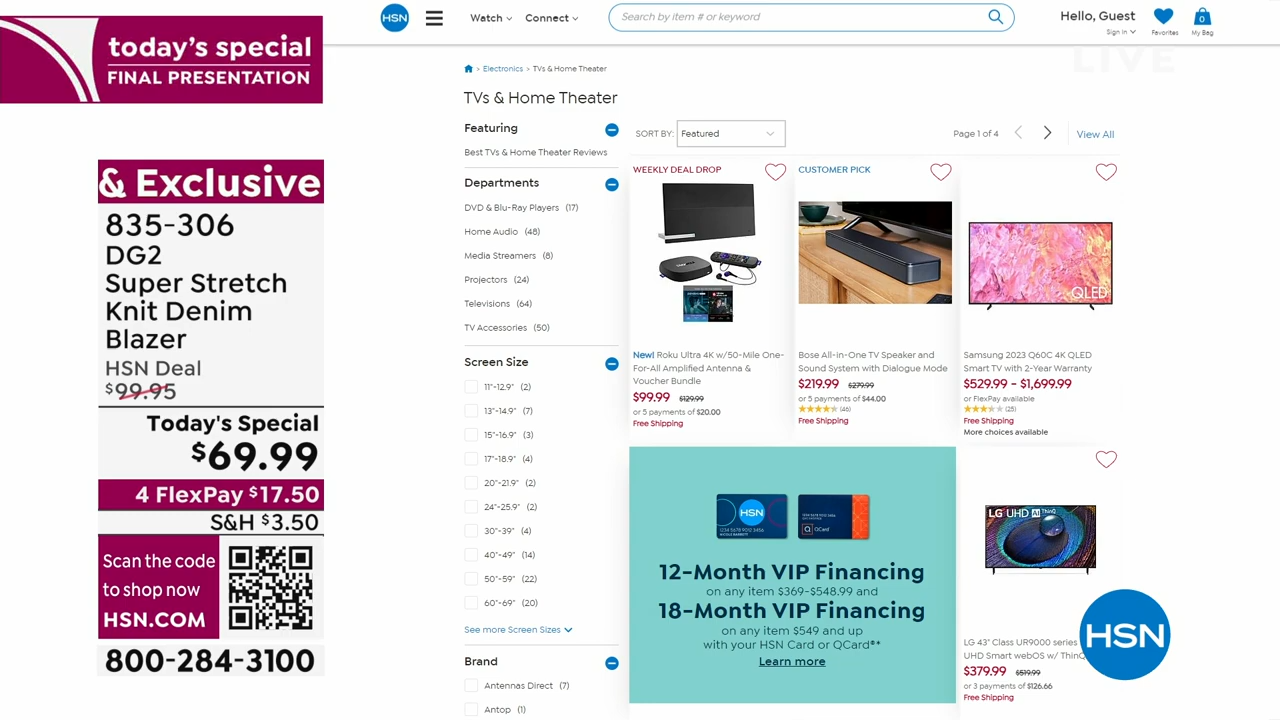 today's special
FINAL PRESENTATION
& Exclusive
835-306
DG2
Super Stretch
Knit Denim
Blazer
HSN Deal
$99.95
Today's Special
$69.99
4 FlexPay $17.50
S&H $3.50
Scan the code
to shop now
HSN.COM
800-284-3100
HSN
Watch
Connect
Search by item # or keyword
Hello, Guest
Sign In
Favorites
0
My Bag
LIVE
> Electronics > TVs & Home Theater
TVs & Home Theater
Featuring
Best TVs & Home Theater Reviews
Departments
DVD & Blu-Ray Players (17)
Home Audio (48)
Media Streamers (8)
Projectors (24)
Televisions (64)
TV Accessories (50)
Screen Size
11"-12.9" (2)
13"-14.9" (7)
15"-16.9" (3)
17"-18.9" (4)
20"-21.9" (2)
24"-25.9" (2)
30"-39" (4)
40"-49" (14)
50"-59" (22)
60"-69" (20)
See more Screen Sizes
Brand
Antennas Direct (7)
Antop (1)
SORT BY: Featured
Page 1 of 4
View All
WEEKLY DEAL DROP
New! Roku Ultra 4K w/50-Mile One-
For-All Amplified Antenna &
Voucher Bundle
$99.99 $129.99
or 5 payments of $20.00
Free Shipping
CUSTOMER PICK
Bose All-in-One TV Speaker and
Sound System with Dialogue Mode
$219.99 $279.99
or 5 payments of $44.00
(46)
Free Shipping
QLED
Samsung 2023 Q60C 4K QLED
Smart TV with 2-Year Warranty
$529.99 - $1,699.99
or FlexPay available
(25)
Free Shipping
More choices available
HSN
1234 5678 9012 3456
QCard
12-Month VIP Financing
on any item $369-$548.99 and
18-Month VIP Financing
on any item $549 and up
with your HSN Card or QCard®*
Learn more
LG UHD AI ThinQ
LG 43" Class UR9000 series
UHD Smart webOS w/ ThinQ
$379.99 $519.99
or 3 payments of $126.66
Free Shipping
HSN